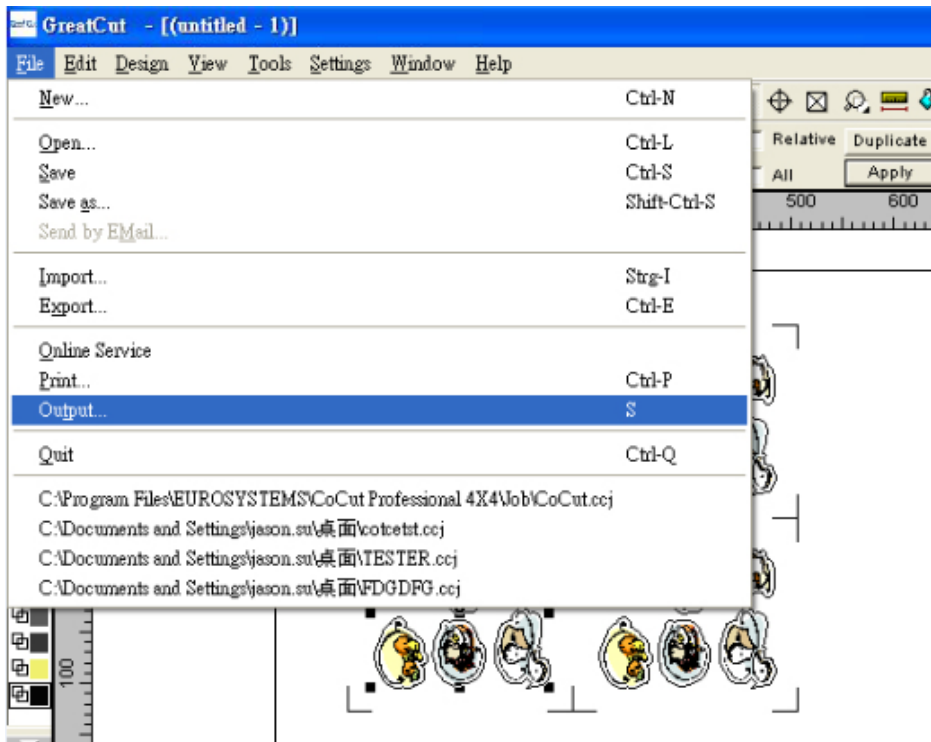 GreatCut - [(untitled - 1)]
File Edit Design View Tools Settings Window Help
New... Ctrl-N
Open... Ctrl-L
Save Ctrl-S
Save as... Shift-Ctrl-S
Send by EMail...
Import... Strg-I
Export... Ctrl-E
Online Service
Print... Ctrl-P
Output... S
Quit Ctrl-Q
C:\Program Files\EUROSYSTEMS\CoCut Professional 4X4\Job\CoCut.ccj
C:\Documents and Settings\jason.su\桌面\cotcetst.ccj
C:\Documents and Settings\jason.su\桌面\TESTER.ccj
C:\Documents and Settings\jason.su\桌面\FDGDFG.ccj
Relative Duplicate
All Apply
500 600
100